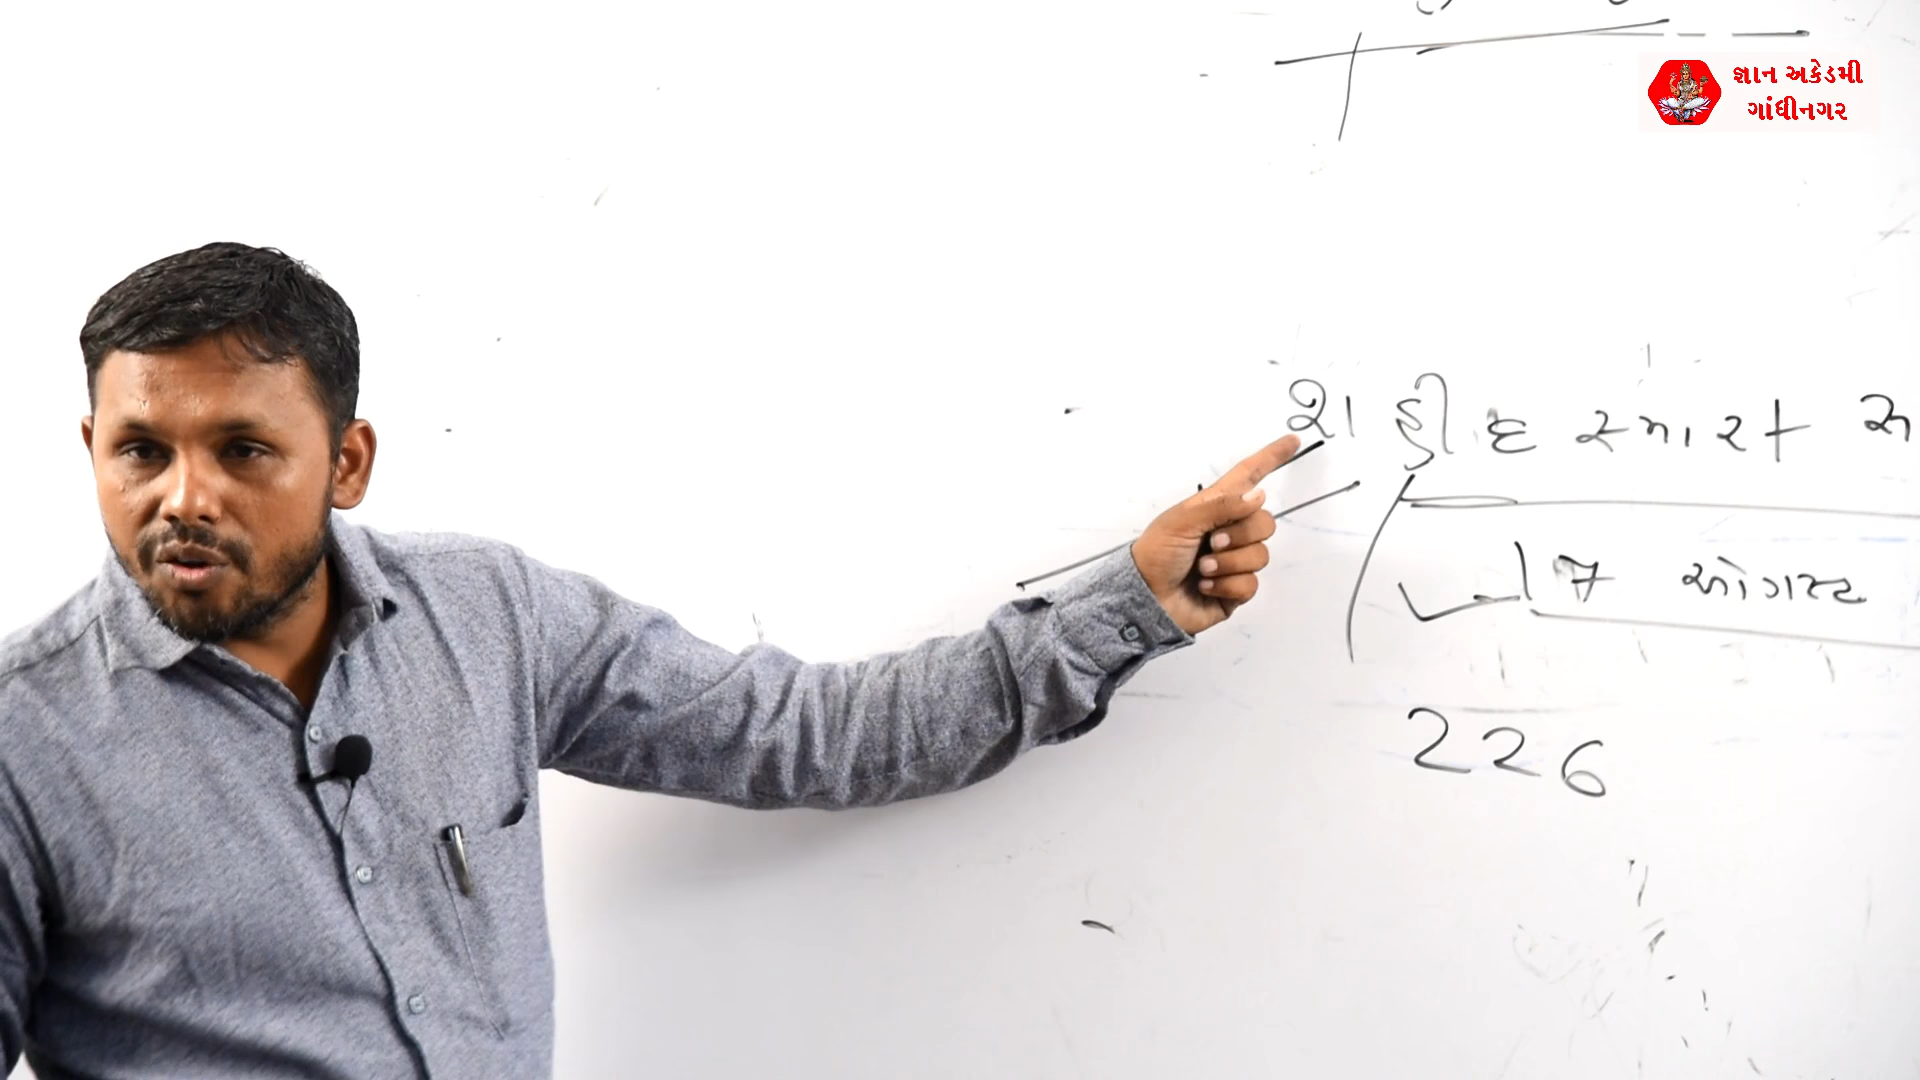 જ્ઞાન અકેડમી
ગાંધીનગર
શહીદ સ્મારક સ
17 ઓગસ્ટ
226